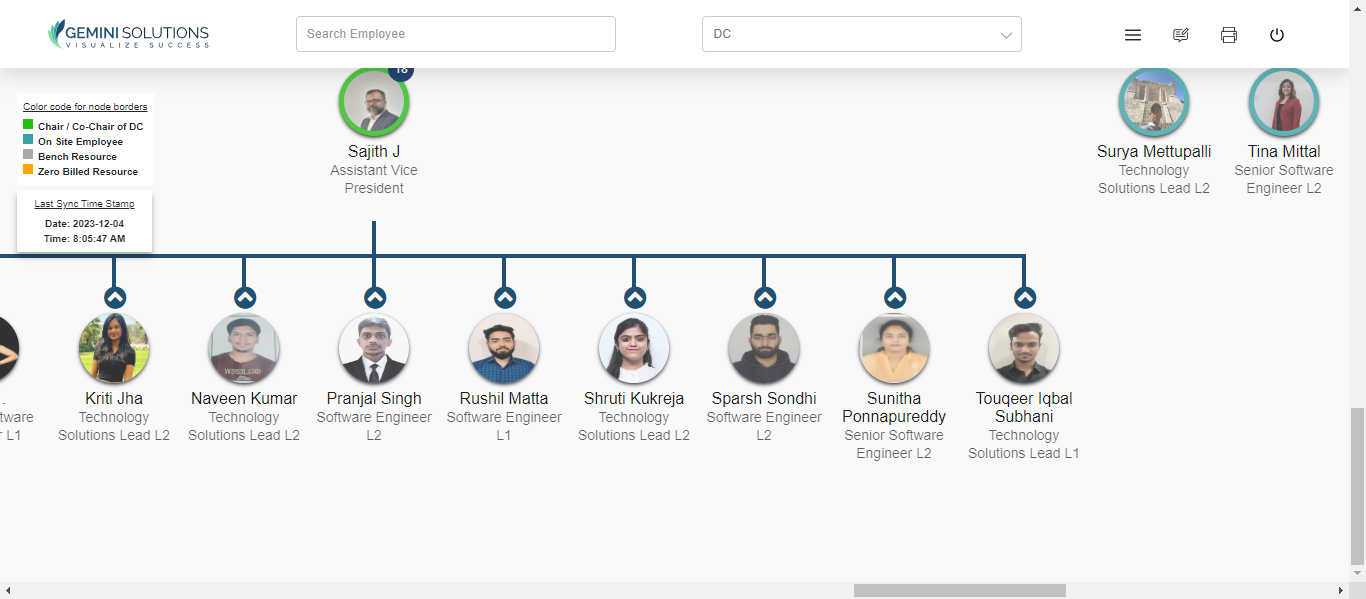 GEMINI SOLUTIONS
VISUALIZE SUCCESS
Search Employee
DC
18
Color code for node borders
Chair / Co-Chair of DC
On Site Employee
Bench Resource
Zero Billed Resource
Last Sync Time Stamp
Date: 2023-12-04
Time: 8:05:47 AM
Sajith J
Assistant Vice
President
Surya Mettupalli
Technology
Solutions Lead L2
Tina Mittal
Senior Software
Engineer L2
.
tware
r L1
Kriti Jha
Technology
Solutions Lead L2
Naveen Kumar
Technology
Solutions Lead L2
Pranjal Singh
Software Engineer
L2
Rushil Matta
Software Engineer
L1
Shruti Kukreja
Technology
Solutions Lead L2
Sparsh Sondhi
Software Engineer
L2
Sunitha
Ponnapureddy
Senior Software
Engineer L2
Touqeer Iqbal
Subhani
Technology
Solutions Lead L1